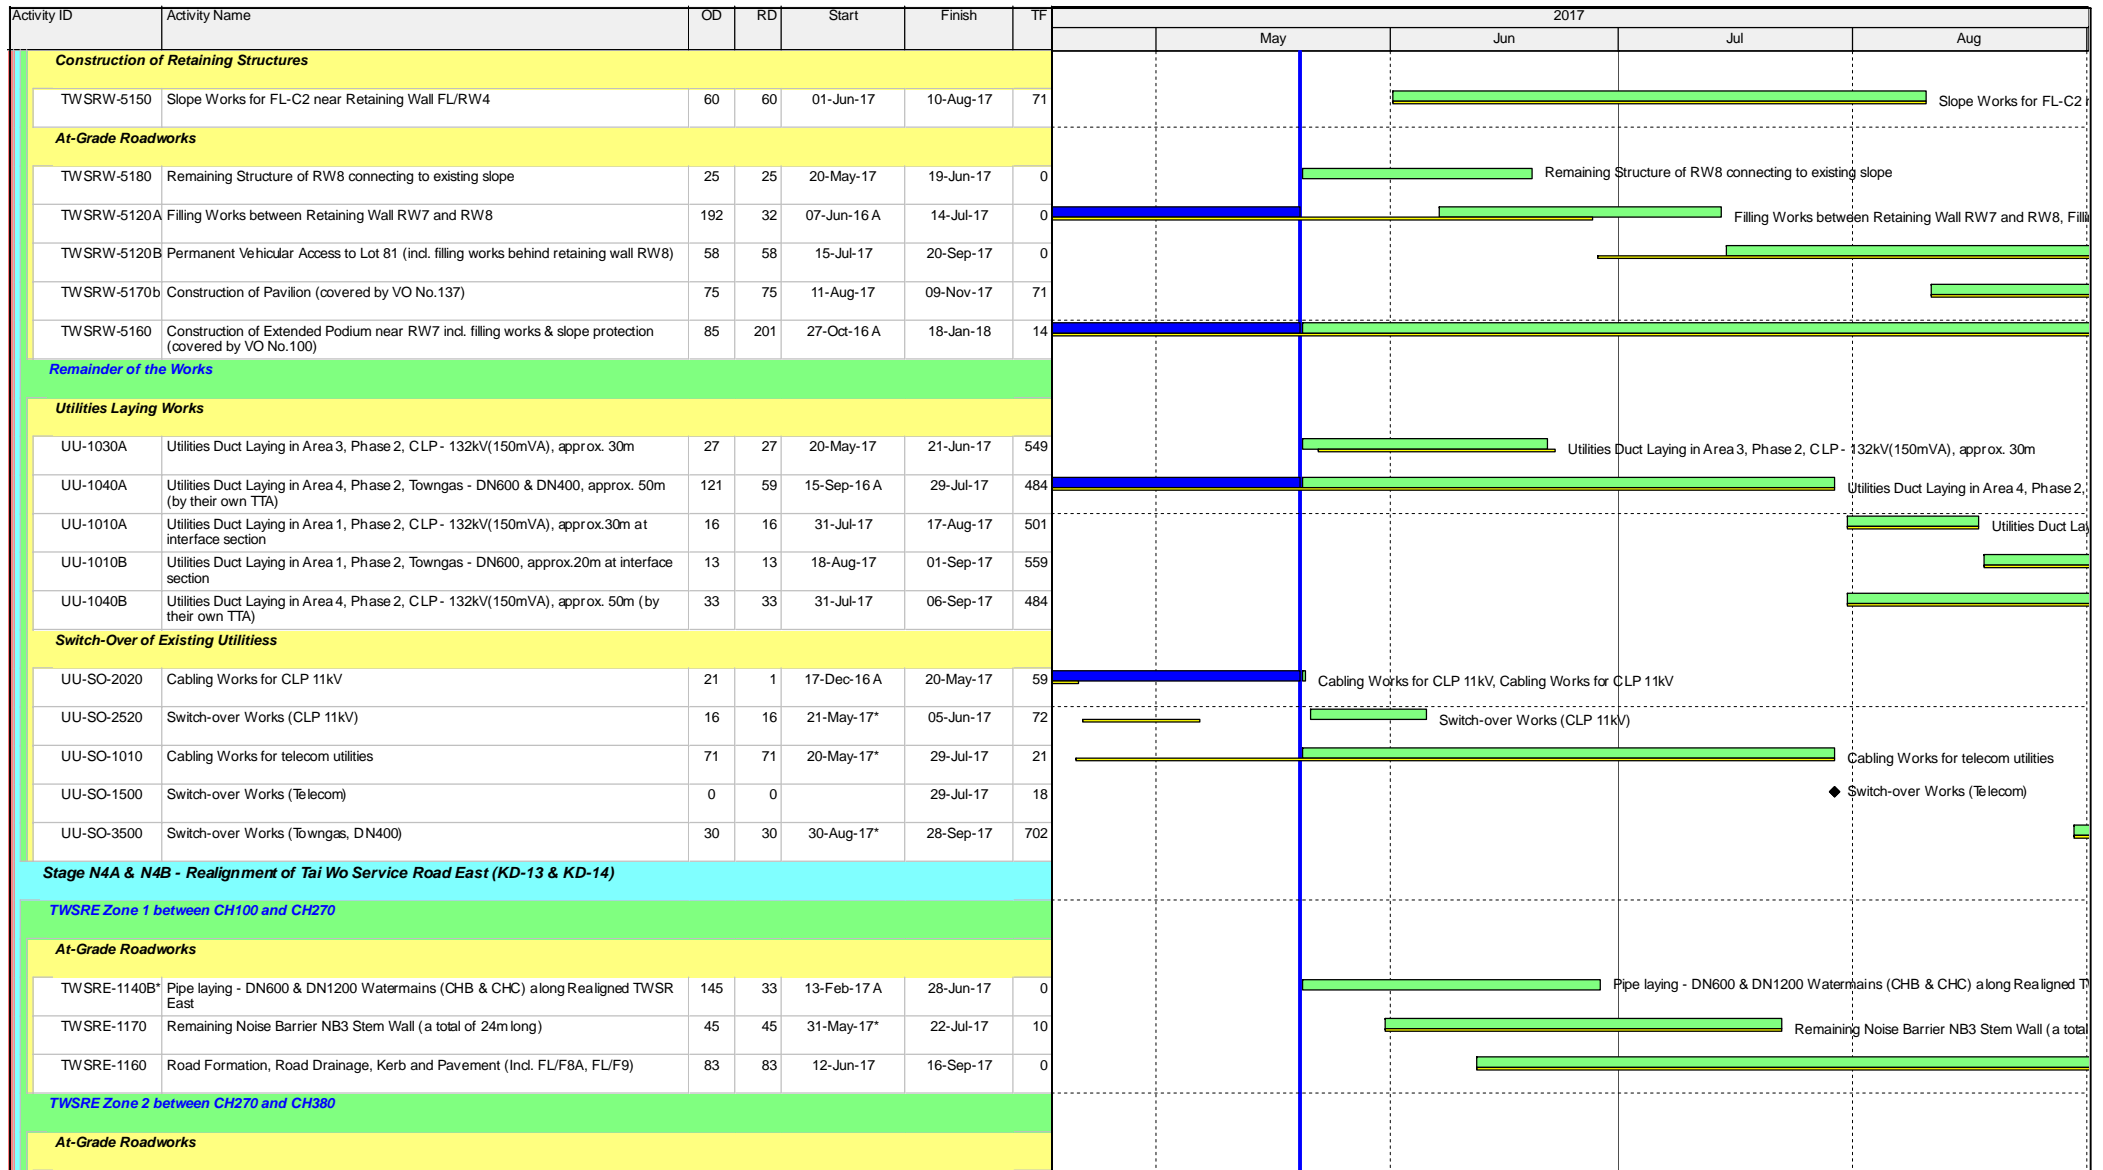 Activity ID Activity Name OD RD Start Finish TF 2017
May Jun Jul Aug
Construction of Retaining Structures
TWSRW-5150 Slope Works for FL-C2 near Retaining Wall FL/RW4 60 60 01-Jun-17 10-Aug-17 71 Slope Works for FL-C2
At-Grade Roadworks
TWSRW-5180 Remaining Structure of RW8 connecting to existing slope 25 25 20-May-17 19-Jun-17 0 Remaining Structure of RW8 connecting to existing slope
TWSRW-5120A Filling Works between Retaining Wall RW7 and RW8 192 32 07-Jun-16 A 14-Jul-17 0 Filling Works between Retaining Wall RW7 and RW8, Filli
TWSRW-5120B Permanent Vehicular Access to Lot 81 (incl. filling works behind retaining wall RW8) 58 58 15-Jul-17 20-Sep-17 0
TWSRW-5170b Construction of Pavilion (covered by VO No.137) 75 75 11-Aug-17 09-Nov-17 71
TWSRW-5160 Construction of Extended Podium near RW7 incl. filling works & slope protection 85 201 27-Oct-16 A 18-Jan-18 14
(covered by VO No.100)
Remainder of the Works
Utilities Laying Works
UU-1030A Utilities Duct Laying in Area 3, Phase 2, CLP - 132kV(150mVA), approx. 30m 27 27 20-May-17 21-Jun-17 549 Utilities Duct Laying in Area 3, Phase 2, CLP - 132kV(150mVA), approx. 30m
UU-1040A Utilities Duct Laying in Area 4, Phase 2, Towngas - DN600 & DN400, approx. 50m 121 59 15-Sep-16 A 29-Jul-17 484 Utilities Duct Laying in Area 4, Phase 2,
(by their own TTA)
UU-1010A Utilities Duct Laying in Area 1, Phase 2, CLP - 132kV(150mVA), approx.30m at 16 16 31-Jul-17 17-Aug-17 501 Utilities Duct Lay
interface section
UU-1010B Utilities Duct Laying in Area 1, Phase 2, Towngas - DN600, approx.20m at interface 13 13 18-Aug-17 01-Sep-17 559
section
UU-1040B Utilities Duct Laying in Area 4, Phase 2, CLP - 132kV(150mVA), approx. 50m (by 33 33 31-Jul-17 06-Sep-17 484
their own TTA)
Switch-Over of Existing Utilitiess
UU-SO-2020 Cabling Works for CLP 11kV 21 1 17-Dec-16 A 20-May-17 59 Cabling Works for CLP 11kV, Cabling Works for CLP 11kV
UU-SO-2520 Switch-over Works (CLP 11kV) 16 16 21-May-17* 05-Jun-17 72 Switch-over Works (CLP 11kV)
UU-SO-1010 Cabling Works for telecom utilities 71 71 20-May-17* 29-Jul-17 21 Cabling Works for telecom utilities
UU-SO-1500 Switch-over Works (Telecom) 0 0 29-Jul-17 18 Switch-over Works (Telecom)
UU-SO-3500 Switch-over Works (Towngas, DN400) 30 30 30-Aug-17* 28-Sep-17 702
Stage N4A & N4B - Realignment of Tai Wo Service Road East (KD-13 & KD-14)
TWSRE Zone 1 between CH100 and CH270
At-Grade Roadworks
TWSRE-1140B* Pipe laying - DN600 & DN1200 Watermains (CHB & CHC) along Realigned TWSR 145 33 13-Feb-17 A 28-Jun-17 0 Pipe laying - DN600 & DN1200 Watermains (CHB & CHC) along Realigned T
East
TWSRE-1170 Remaining Noise Barrier NB3 Stem Wall (a total of 24m long) 45 45 31-May-17* 22-Jul-17 10 Remaining Noise Barrier NB3 Stem Wall (a total
TWSRE-1160 Road Formation, Road Drainage, Kerb and Pavement (Incl. FL/F8A, FL/F9) 83 83 12-Jun-17 16-Sep-17 0
TWSRE Zone 2 between CH270 and CH380
At-Grade Roadworks